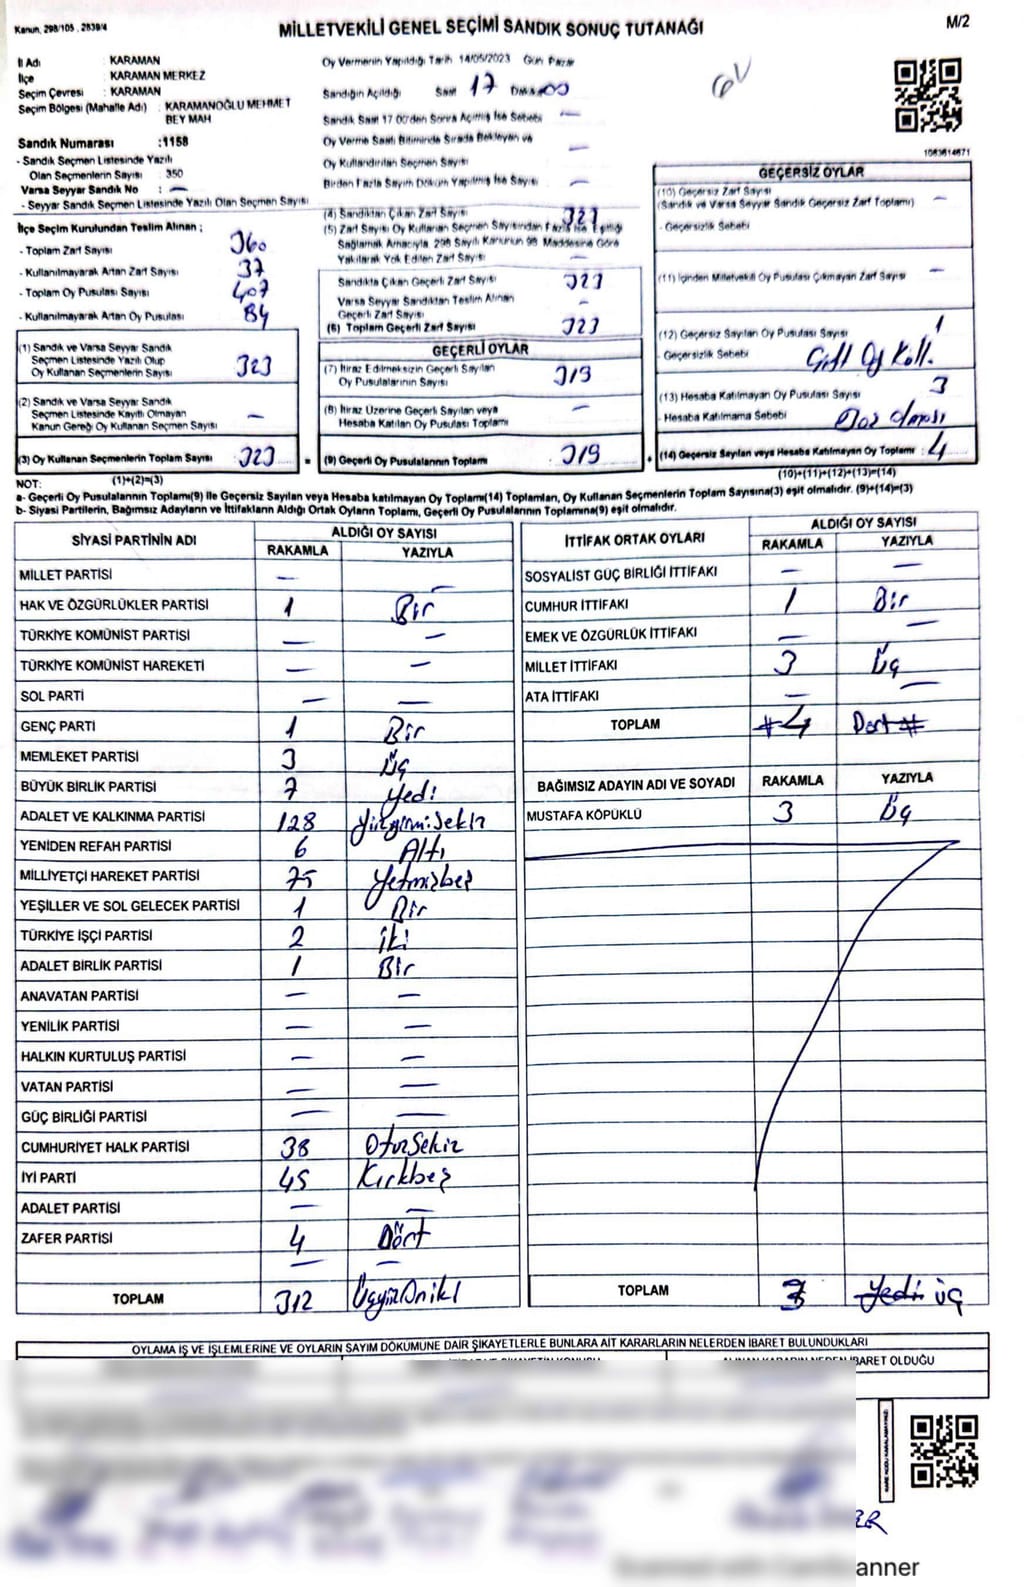 Kanun, 298/105 , 2839/4
MİLLETVEKİLİ GENEL SEÇİMİ SANDIK SONUÇ TUTANAĞI
M/2
İl Adı : KARAMAN
İlçe : KARAMAN MERKEZ
Seçim Çevresi : KARAMAN
Seçim Bölgesi (Mahalle Adı) : KARAMANOĞLU MEHMET
BEY MAH
Sandık Numarası :1158
- Sandık Seçmen Listesinde Yazılı
Olan Seçmenlerin Sayısı : 350
Varsa Seyyar Sandık No : —
- Seyyar Sandık Seçmen Listesinde Yazılı Olan Seçmen Sayısı
Oy Vermenin Yapıldığı Tarih 14/05/2023 Gün Pazar
Sandığın Açıldığı Saat 17 Dakika 00
Sandık Saat 17:00'den Sonra Açılmış İse Sebebi —
Oy Verme Saati Bitiminde Sırada Bekleyen ve
Oy Kullandırılan Seçmen Sayısı —
Birden Fazla Sayım Döküm Yapılmış İse Sayısı —
1083614671
İlçe Seçim Kurulundan Teslim Alınan ;
- Toplam Zarf Sayısı 360
- Kullanılmayarak Artan Zarf Sayısı 37
- Toplam Oy Pusulası Sayısı 407
- Kullanılmayarak Artan Oy Pusulası 84
(1) Sandık ve Varsa Seyyar Sandık
Seçmen Listesinde Yazılı Olup
Oy Kullanan Seçmenlerin Sayısı 323
(2) Sandık ve Varsa Seyyar Sandık
Seçmen Listesinde Kayıtlı Olmayan
Kanun Gereği Oy Kullanan Seçmen Sayısı —
(3) Oy Kullanan Seçmenlerin Toplam Sayısı 323 =
(1)+(2)=(3)
(4) Sandıktan Çıkan Zarf Sayısı 323
(5) Zarf Sayısı Oy Kullanan Seçmen Sayısından Fazla İse, Eşitliği
Sağlamak Amacıyla, 298 Sayılı Kanunun 98. Maddesine Göre
Yakılarak Yok Edilen Zarf Sayısı —
Sandıkta Çıkan Geçerli Zarf Sayısı 323
Varsa Seyyar Sandıktan Teslim Alınan
Geçerli Zarf Sayısı —
(6) Toplam Geçerli Zarf Sayısı 323
GEÇERLİ OYLAR
(7) İtiraz Edilmeksizin Geçerli Sayılan
Oy Pusulalarının Sayısı 319
(8) İtiraz Üzerine Geçerli Sayılan veya
Hesaba Katılan Oy Pusulası Toplamı —
(9) Geçerli Oy Pusulalarının Toplamı 319 +
GEÇERSİZ OYLAR
(10) Geçersiz Zarf Sayısı
(Sandık ve Varsa Seyyar Sandık Geçersiz Zarf Toplamı) —
- Geçersizlik Sebebi
(11) İçinden Milletvekili Oy Pusulası Çıkmayan Zarf Sayısı —
(12) Geçersiz Sayılan Oy Pusulası Sayısı 1
- Geçersizlik Sebebi Çift Oy Kull.
(13) Hesaba Katılmayan Oy Pusulası Sayısı 3
- Hesaba Katılmama Sebebi Boş olması
(14) Geçersiz Sayılan veya Hesaba Katılmayan Oy Toplamı 4
(10)+(11)+(12)+(13)=(14)
NOT:
a- Geçerli Oy Pusulalarının Toplamı(9) ile Geçersiz Sayılan veya Hesaba katılmayan Oy Toplamı(14) Toplamları, Oy Kullanan Seçmenlerin Toplam Sayısına(3) eşit olmalıdır. (9)+(14)=(3)
b- Siyasi Partilerin, Bağımsız Adayların ve İttifakların Aldığı Ortak Oyların Toplamı, Geçerli Oy Pusulalarının Toplamına(9) eşit olmalıdır.
SİYASİ PARTİNİN ADI ALDIĞI OY SAYISI
RAKAMLA YAZIYLA
MİLLET PARTİSİ — —
HAK VE ÖZGÜRLÜKLER PARTİSİ 1 Bir
TÜRKİYE KOMÜNİST PARTİSİ — —
TÜRKİYE KOMÜNİST HAREKETİ — —
SOL PARTİ — —
GENÇ PARTİ 1 Bir
MEMLEKET PARTİSİ 3 Üç
BÜYÜK BİRLİK PARTİSİ 7 Yedi
ADALET VE KALKINMA PARTİSİ 128 Yüzyirmisekiz
YENİDEN REFAH PARTİSİ 6 Altı
MİLLİYETÇİ HAREKET PARTİSİ 75 Yetmişbeş
YEŞİLLER VE SOL GELECEK PARTİSİ 1 Bir
TÜRKİYE İŞÇİ PARTİSİ 2 İki
ADALET BİRLİK PARTİSİ 1 Bir
ANAVATAN PARTİSİ — —
YENİLİK PARTİSİ — —
HALKIN KURTULUŞ PARTİSİ — —
VATAN PARTİSİ — —
GÜÇ BİRLİĞİ PARTİSİ — —
CUMHURİYET HALK PARTİSİ 38 Otuzsekiz
İYİ PARTİ 45 Kırkbeş
ADALET PARTİSİ — —
ZAFER PARTİSİ 4 Dört
— —
TOPLAM 312 Üçyüzoniki
İTTİFAK ORTAK OYLARI ALDIĞI OY SAYISI
RAKAMLA YAZIYLA
SOSYALİST GÜÇ BİRLİĞİ İTTİFAKI — —
CUMHUR İTTİFAKI 1 Bir
EMEK VE ÖZGÜRLÜK İTTİFAKI — —
MİLLET İTTİFAKI 3 Üç
ATA İTTİFAKI — —
TOPLAM #4 Dört#
BAĞIMSIZ ADAYIN ADI VE SOYADI RAKAMLA YAZIYLA
MUSTAFA KÖPÜKLÜ 3 Üç
TOPLAM 3 Yedi üç
OYLAMA İŞ VE İŞLEMLERİNE VE OYLARIN SAYIM DÖKÜMÜNE DAİR ŞİKAYETLERLE BUNLARA AİT KARARLARIN NELERDEN İBARET BULUNDUKLARI
İBARET OLDUĞU